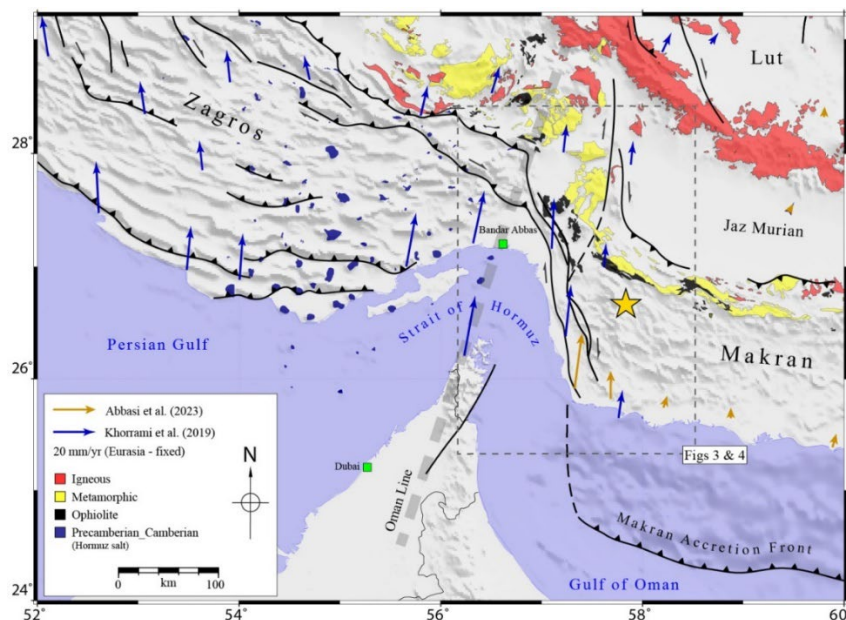 Lut
Zagros
28
Jaz Murian
Bandar Abbas
Strait of Hormuz
Persian Gulf
26
Makran
Abbasi et al. (2023)
Khorrami et al. (2019)
20 mm/yr (Eurasia - fixed)
N
Igneous
Metamorphic
Ophiolite
Precamberian_Camberian
(Hormuz salt)
0
km
100
Dubai
Oman Line
Figs 3 & 4
Makran Accretion Front
Gulf of Oman
24
52
54
56
58
60